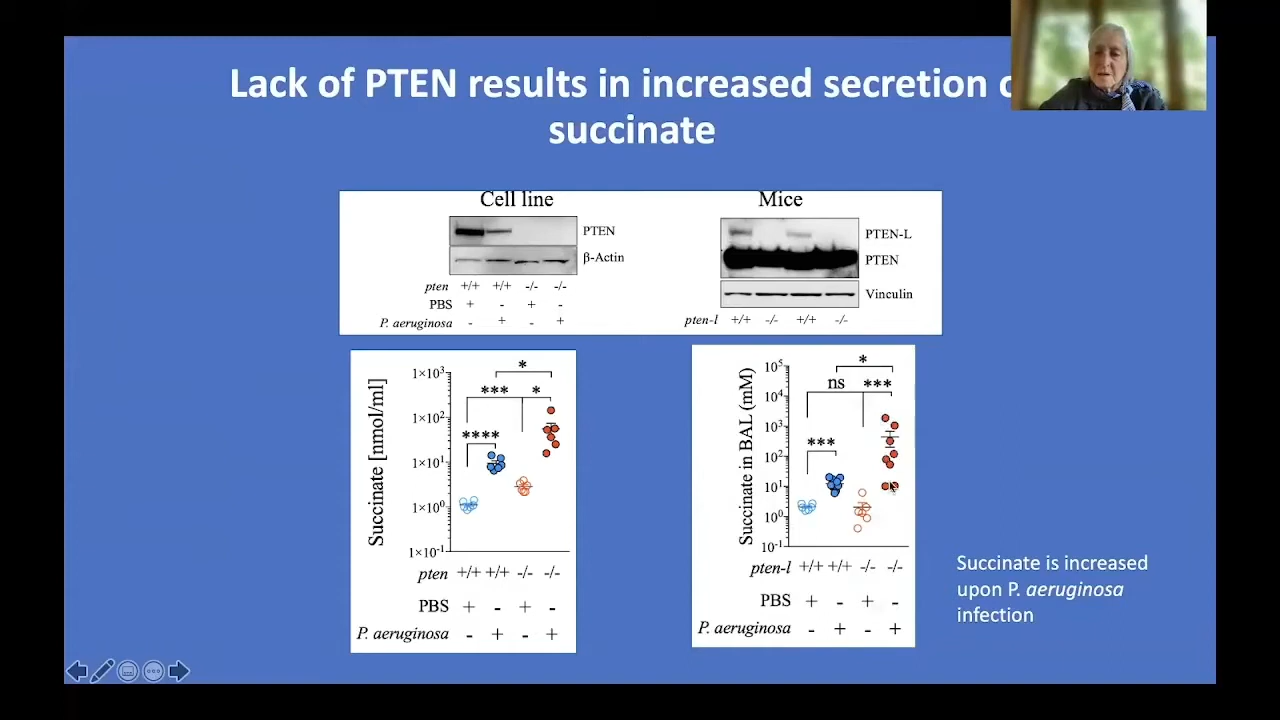 Lack of PTEN results in increased secretion
succinate
Cell line
PTEN
β-Actin
pten +/+ +/+ -/- -/-
PBS + - + -
P. aeruginosa - + - +
Mice
PTEN-L
PTEN
Vinculin
pten-l +/+ -/- +/+ -/-
Succinate [nmol/ml]
1×10³
1×10²
1×10¹
1×10⁰
1×10⁻¹
*
*** *
****
pten +/+ +/+ -/- -/-
PBS + - + -
P. aeruginosa - + - +
Succinate in BAL (mM)
10⁵
10⁴
10³
10²
10¹
10⁰
10⁻¹
*
ns ***
***
pten-l +/+ +/+ -/- -/-
PBS + - + -
P. aeruginosa - + - +
Succinate is increased
upon P. aeruginosa
infection